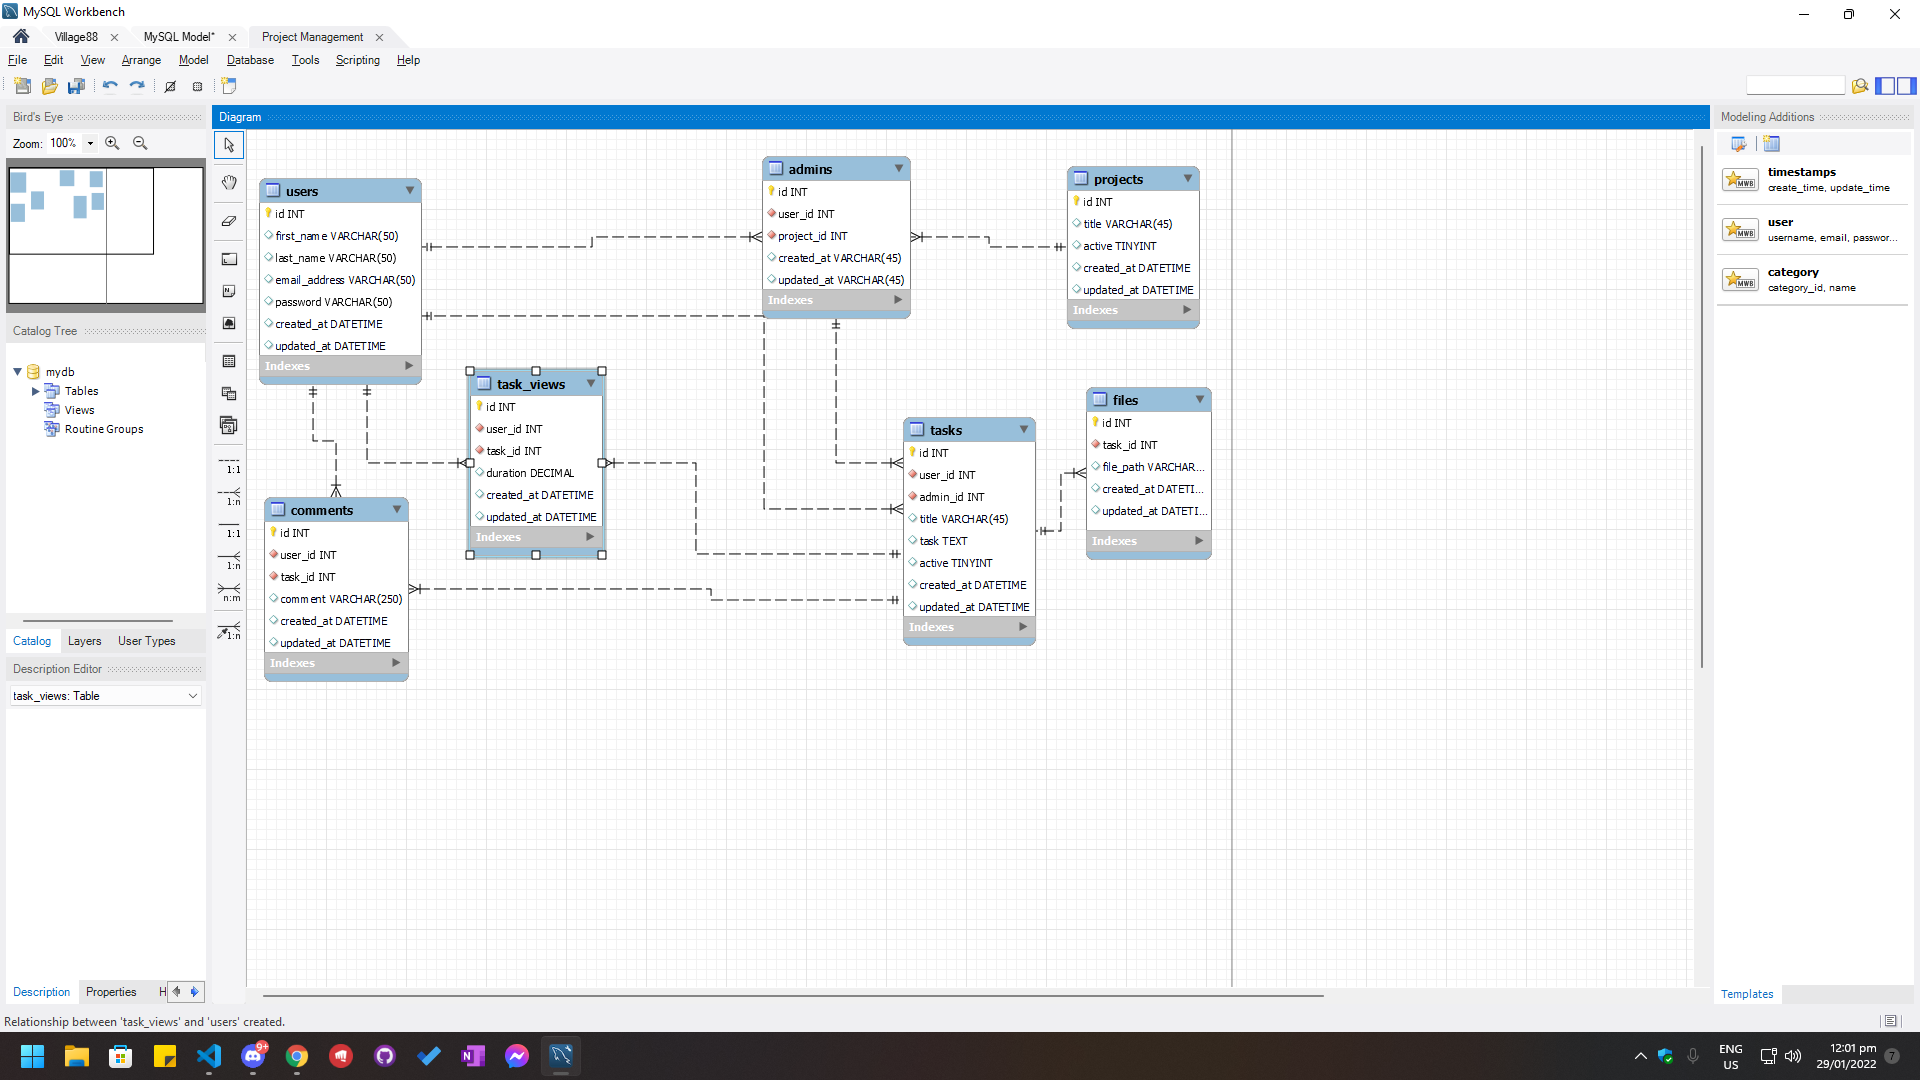 MySQL Workbench
Village88
MySQL Model*
Project Management
File Edit View Arrange Model Database Tools Scripting Help
Bird's Eye
Zoom: 100%
Catalog Tree
mydb
Tables
Views
Routine Groups
Catalog Layers User Types
Description Editor
task_views: Table
Description Properties H
Diagram
1:1
1:n
1:1
1:n
n:m
1:n
users
id INT
first_name VARCHAR(50)
last_name VARCHAR(50)
email_address VARCHAR(50)
password VARCHAR(50)
created_at DATETIME
updated_at DATETIME
Indexes
admins
id INT
user_id INT
project_id INT
created_at VARCHAR(45)
updated_at VARCHAR(45)
Indexes
projects
id INT
title VARCHAR(45)
active TINYINT
created_at DATETIME
updated_at DATETIME
Indexes
task_views
id INT
user_id INT
task_id INT
duration DECIMAL
created_at DATETIME
updated_at DATETIME
Indexes
tasks
id INT
user_id INT
admin_id INT
title VARCHAR(45)
task TEXT
active TINYINT
created_at DATETIME
updated_at DATETIME
Indexes
files
id INT
task_id INT
file_path VARCHAR...
created_at DATETI...
updated_at DATETI...
Indexes
comments
id INT
user_id INT
task_id INT
comment VARCHAR(250)
created_at DATETIME
updated_at DATETIME
Indexes
Modeling Additions
MWB
timestamps
create_time, update_time
MWB
user
username, email, passwor...
MWB
category
category_id, name
Templates
Relationship between 'task_views' and 'users' created.
9+
ENG
US
12:01 pm
29/01/2022
7